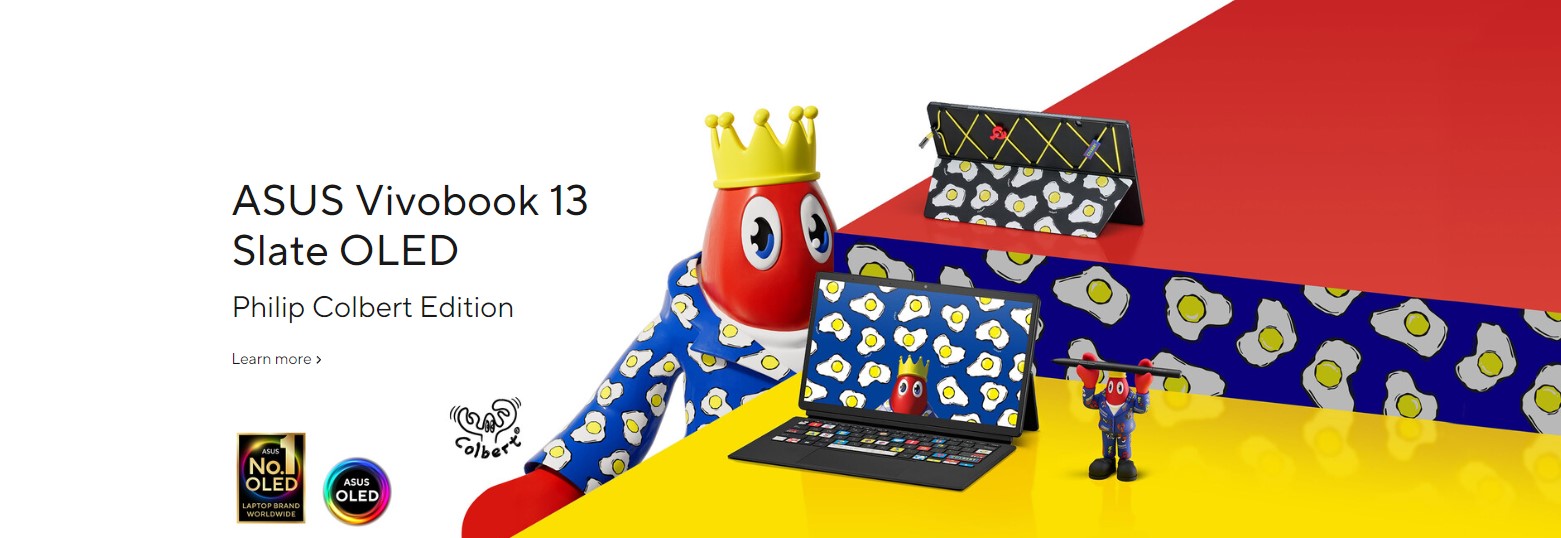 ASUS Vivobook 13
Slate OLED
Philip Colbert Edition
Learn more ›
Colbert®
ASUS
No.1
OLED
LAPTOP BRAND
WORLDWIDE
ASUS
OLED